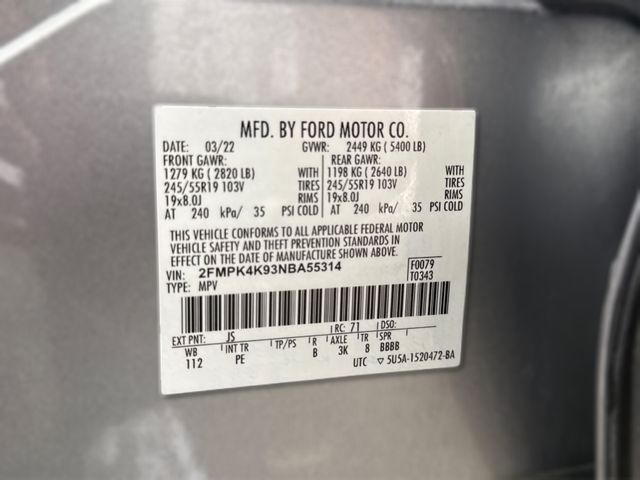 MFD. BY FORD MOTOR CO.
DATE: 03/22 GVWR: 2449 KG ( 5400 LB)
FRONT GAWR: REAR GAWR:
1279 KG ( 2820 LB) WITH 1198 KG ( 2640 LB) WITH
245/55R19 103V TIRES 245/55R19 103V TIRES
19x8.0J RIMS 19x8.0J RIMS
AT 240 kPa/ 35 PSI COLD AT 240 kPa/ 35 PSI COLD
THIS VEHICLE CONFORMS TO ALL APPLICABLE FEDERAL MOTOR
VEHICLE SAFETY AND THEFT PREVENTION STANDARDS IN
EFFECT ON THE DATE OF MANUFACTURE SHOWN ABOVE.
VIN: 2FMPK4K93NBA55314 F0079
TYPE: MPV T0343
EXT PNT: JS RC: 71 DSO:
WB INT TR TP/PS R AXLE TR SPR
112 PE B 3K 8 BBBB
UTC ▽ 5U5A-1520472-BA